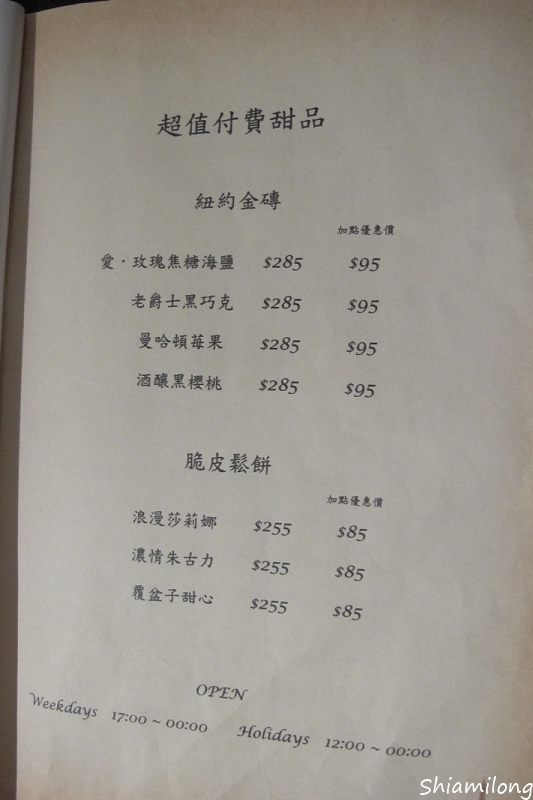 超值付費甜品
紐約金磚
加點優惠價
愛·玫瑰焦糖海鹽 $285 $95
老爵士黑巧克 $285 $95
曼哈頓莓果 $285 $95
酒釀黑櫻桃 $285 $95
脆皮鬆餅
加點優惠價
浪漫莎莉娜 $255 $85
濃情朱古力 $255 $85
覆盆子甜心 $255 $85
OPEN
Weekdays 17:00 ~ 00:00 Holidays 12:00 ~ 00:00
Shiamilong